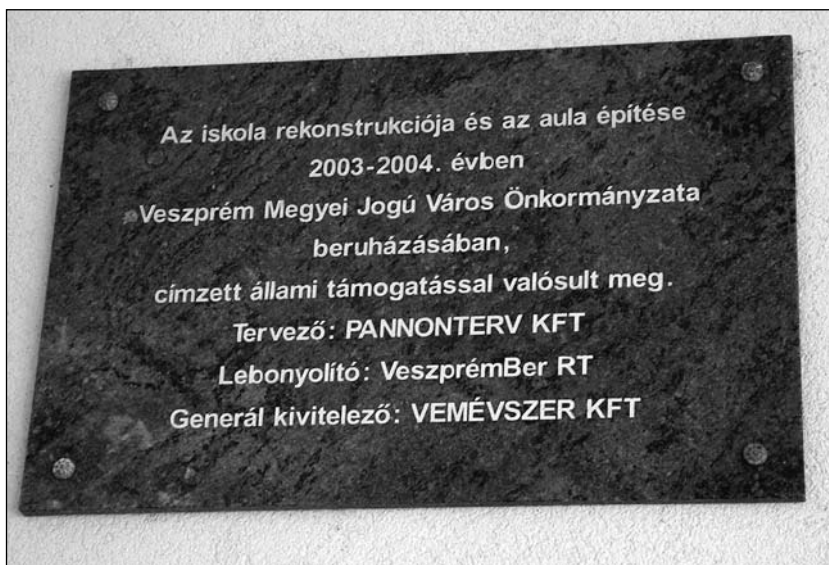 Az iskola rekonstrukciója és az aula építése
2003-2004. évben
Veszprém Megyei Jogú Város Önkormányzata
beruházásában,
címzett állami támogatással valósult meg.
Tervező: PANNONTERV KFT
Lebonyolító: VeszprémBer RT
Generál kivitelező: VEMÉVSZER KFT